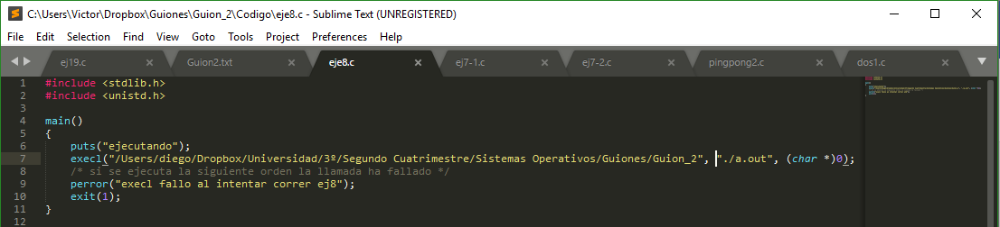 C:\Users\Victor\Dropbox\Guiones\Guion_2\Codigo\eje8.c - Sublime Text (UNREGISTERED)
File Edit Selection Find View Goto Tools Project Preferences Help
ej19.c Guion2.txt eje8.c ej7-1.c ej7-2.c pingpong2.c dos1.c
1 #include <stdlib.h>
2 #include <unistd.h>
3
4 main()
5 {
6 puts("ejecutando");
7 execl("/Users/diego/Dropbox/Universidad/3º/Segundo Cuatrimestre/Sistemas Operativos/Guiones/Guion_2", "./a.out", (char *)0);
8 /* si se ejecuta la siguiente orden la llamada ha fallado */
9 perror("execl fallo al intentar correr ej8");
10 exit(1);
11 }
12